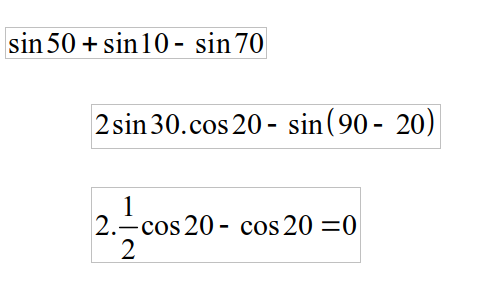 sin 50 + sin 10 - sin 70
2 sin 30 . cos 20 - sin(90 - 20)
2 . 1/2 cos 20 - cos 20 = 0